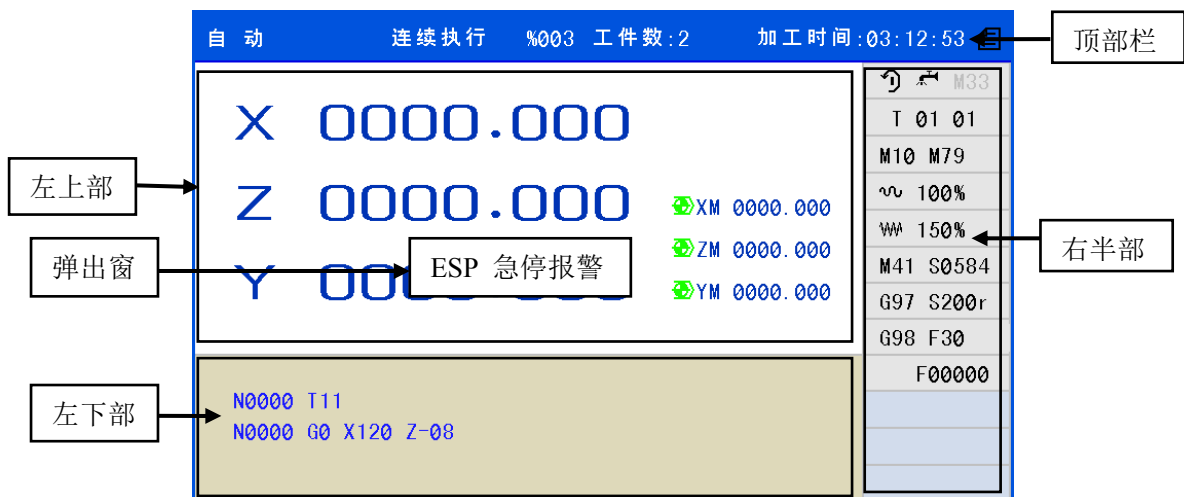 自 动 连续执行 %003 工件数:2 加工时间:03:12:53
顶部栏
M33
X 0000.000
T 01 01
M10 M79
左上部
Z 0000.000
100%
XM 0000.000
150%
右半部
弹出窗
ESP 急停报警
ZM 0000.000
M41 S0584
Y
YM 0000.000
G97 S200r
G98 F30
F00000
左下部
N0000 T11
N0000 G0 X120 Z-08